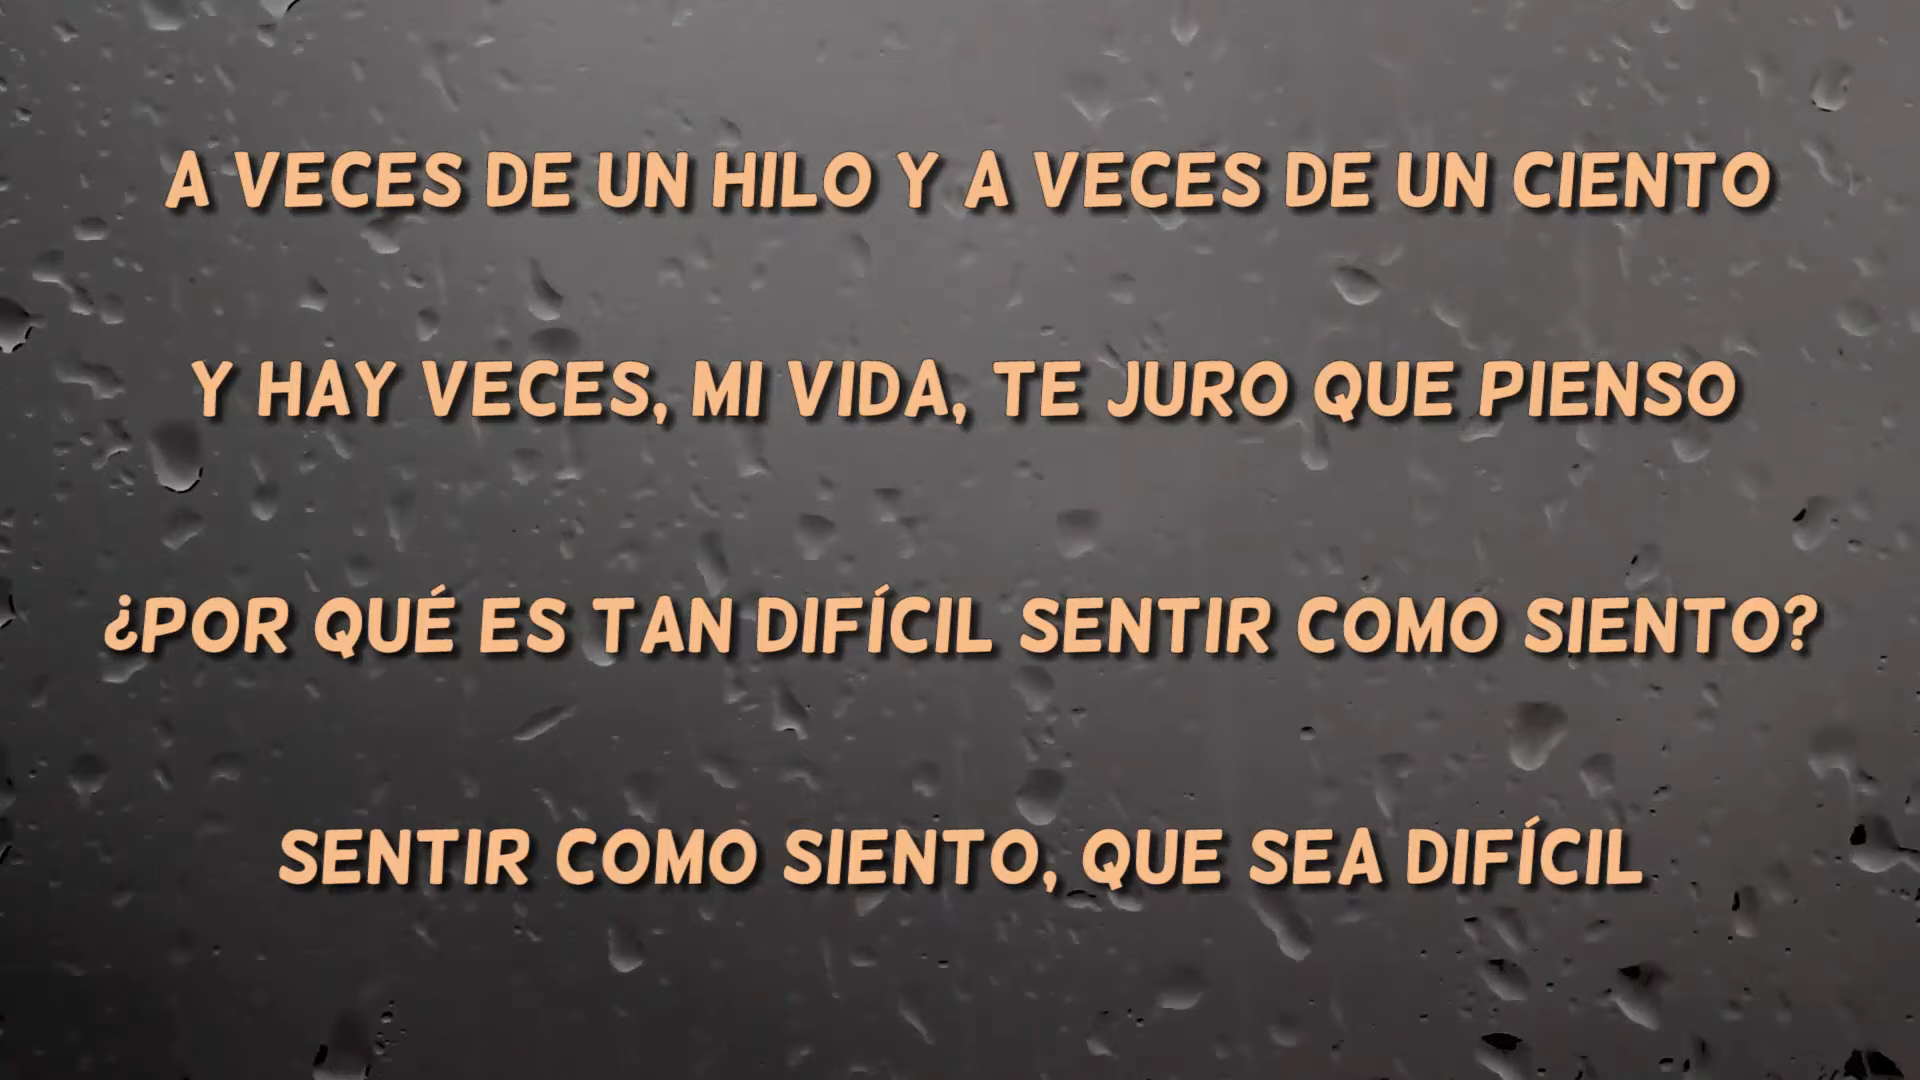 A VECES DE UN HILO Y A VECES DE UN CIENTO
Y HAY VECES, MI VIDA, TE JURO QUE PIENSO
¿POR QUÉ ES TAN DIFÍCIL SENTIR COMO SIENTO?
SENTIR COMO SIENTO, QUE SEA DIFÍCIL